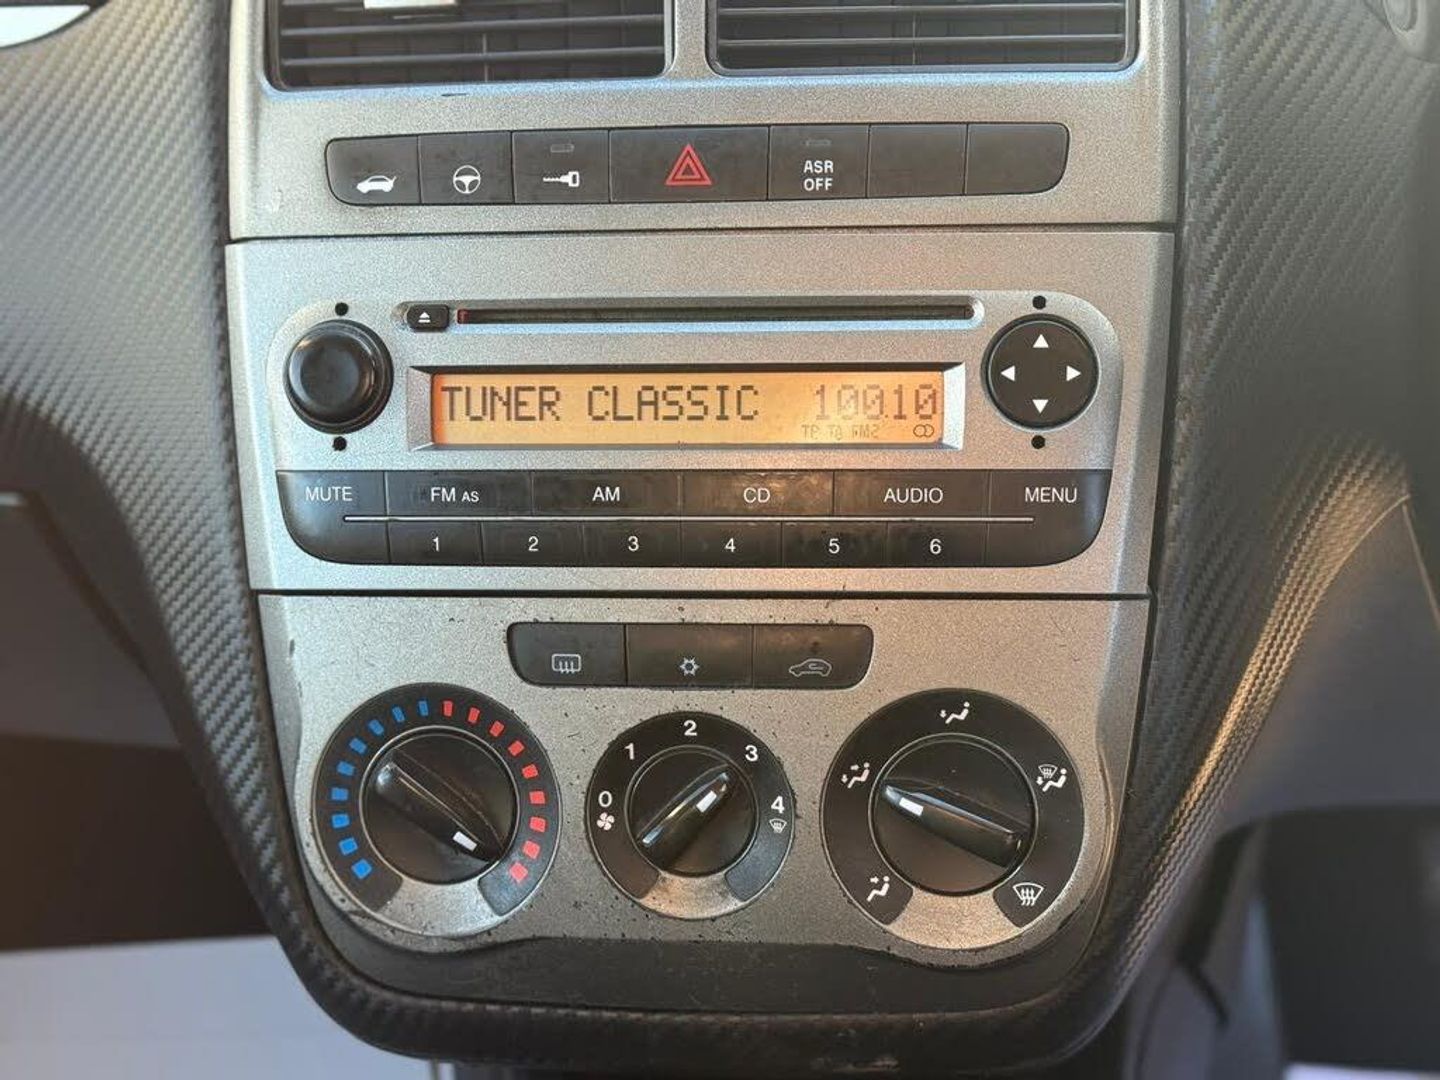 ASR
OFF
TUNER CLASSIC 100.10
TP TA FM2
MUTE FM AS AM CD AUDIO MENU
1 2 3 4 5 6
0 1 2 3 4